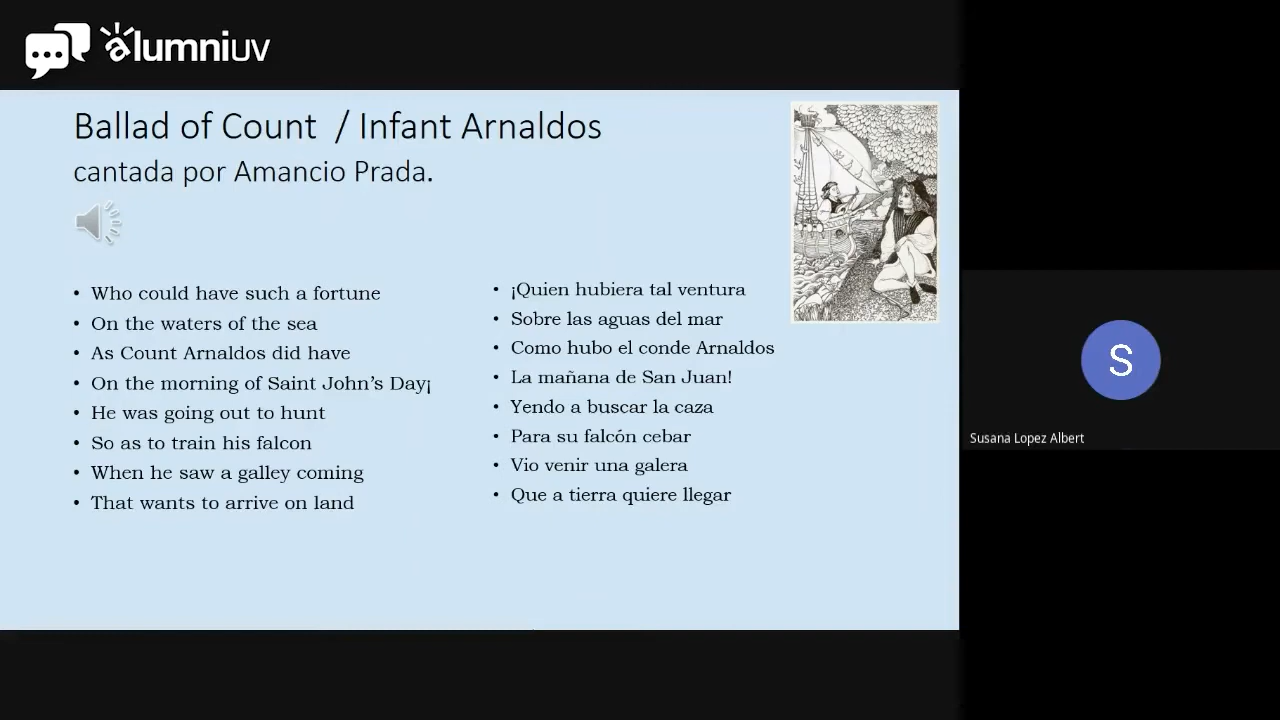 alumniuv
Ballad of Count / Infant Arnaldos
cantada por Amancio Prada.
• Who could have such a fortune
• On the waters of the sea
• As Count Arnaldos did have
• On the morning of Saint John’s Day¡
• He was going out to hunt
• So as to train his falcon
• When he saw a galley coming
• That wants to arrive on land
• ¡Quien hubiera tal ventura
• Sobre las aguas del mar
• Como hubo el conde Arnaldos
• La mañana de San Juan!
• Yendo a buscar la caza
• Para su falcón cebar
• Vio venir una galera
• Que a tierra quiere llegar
S
Susana Lopez Albert